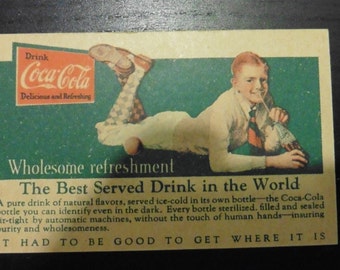 Drink
Coca-Cola
Delicious and Refreshing
Wholesome refreshment
The Best Served Drink in the World
A pure drink of natural flavors, served ice-cold in its own bottle—the Coca-Cola
bottle you can identify even in the dark. Every bottle sterilized, filled and sealed
air-tight by automatic machines, without the touch of human hands—insuring
purity and wholesomeness.
IT HAD TO BE GOOD TO GET WHERE IT IS